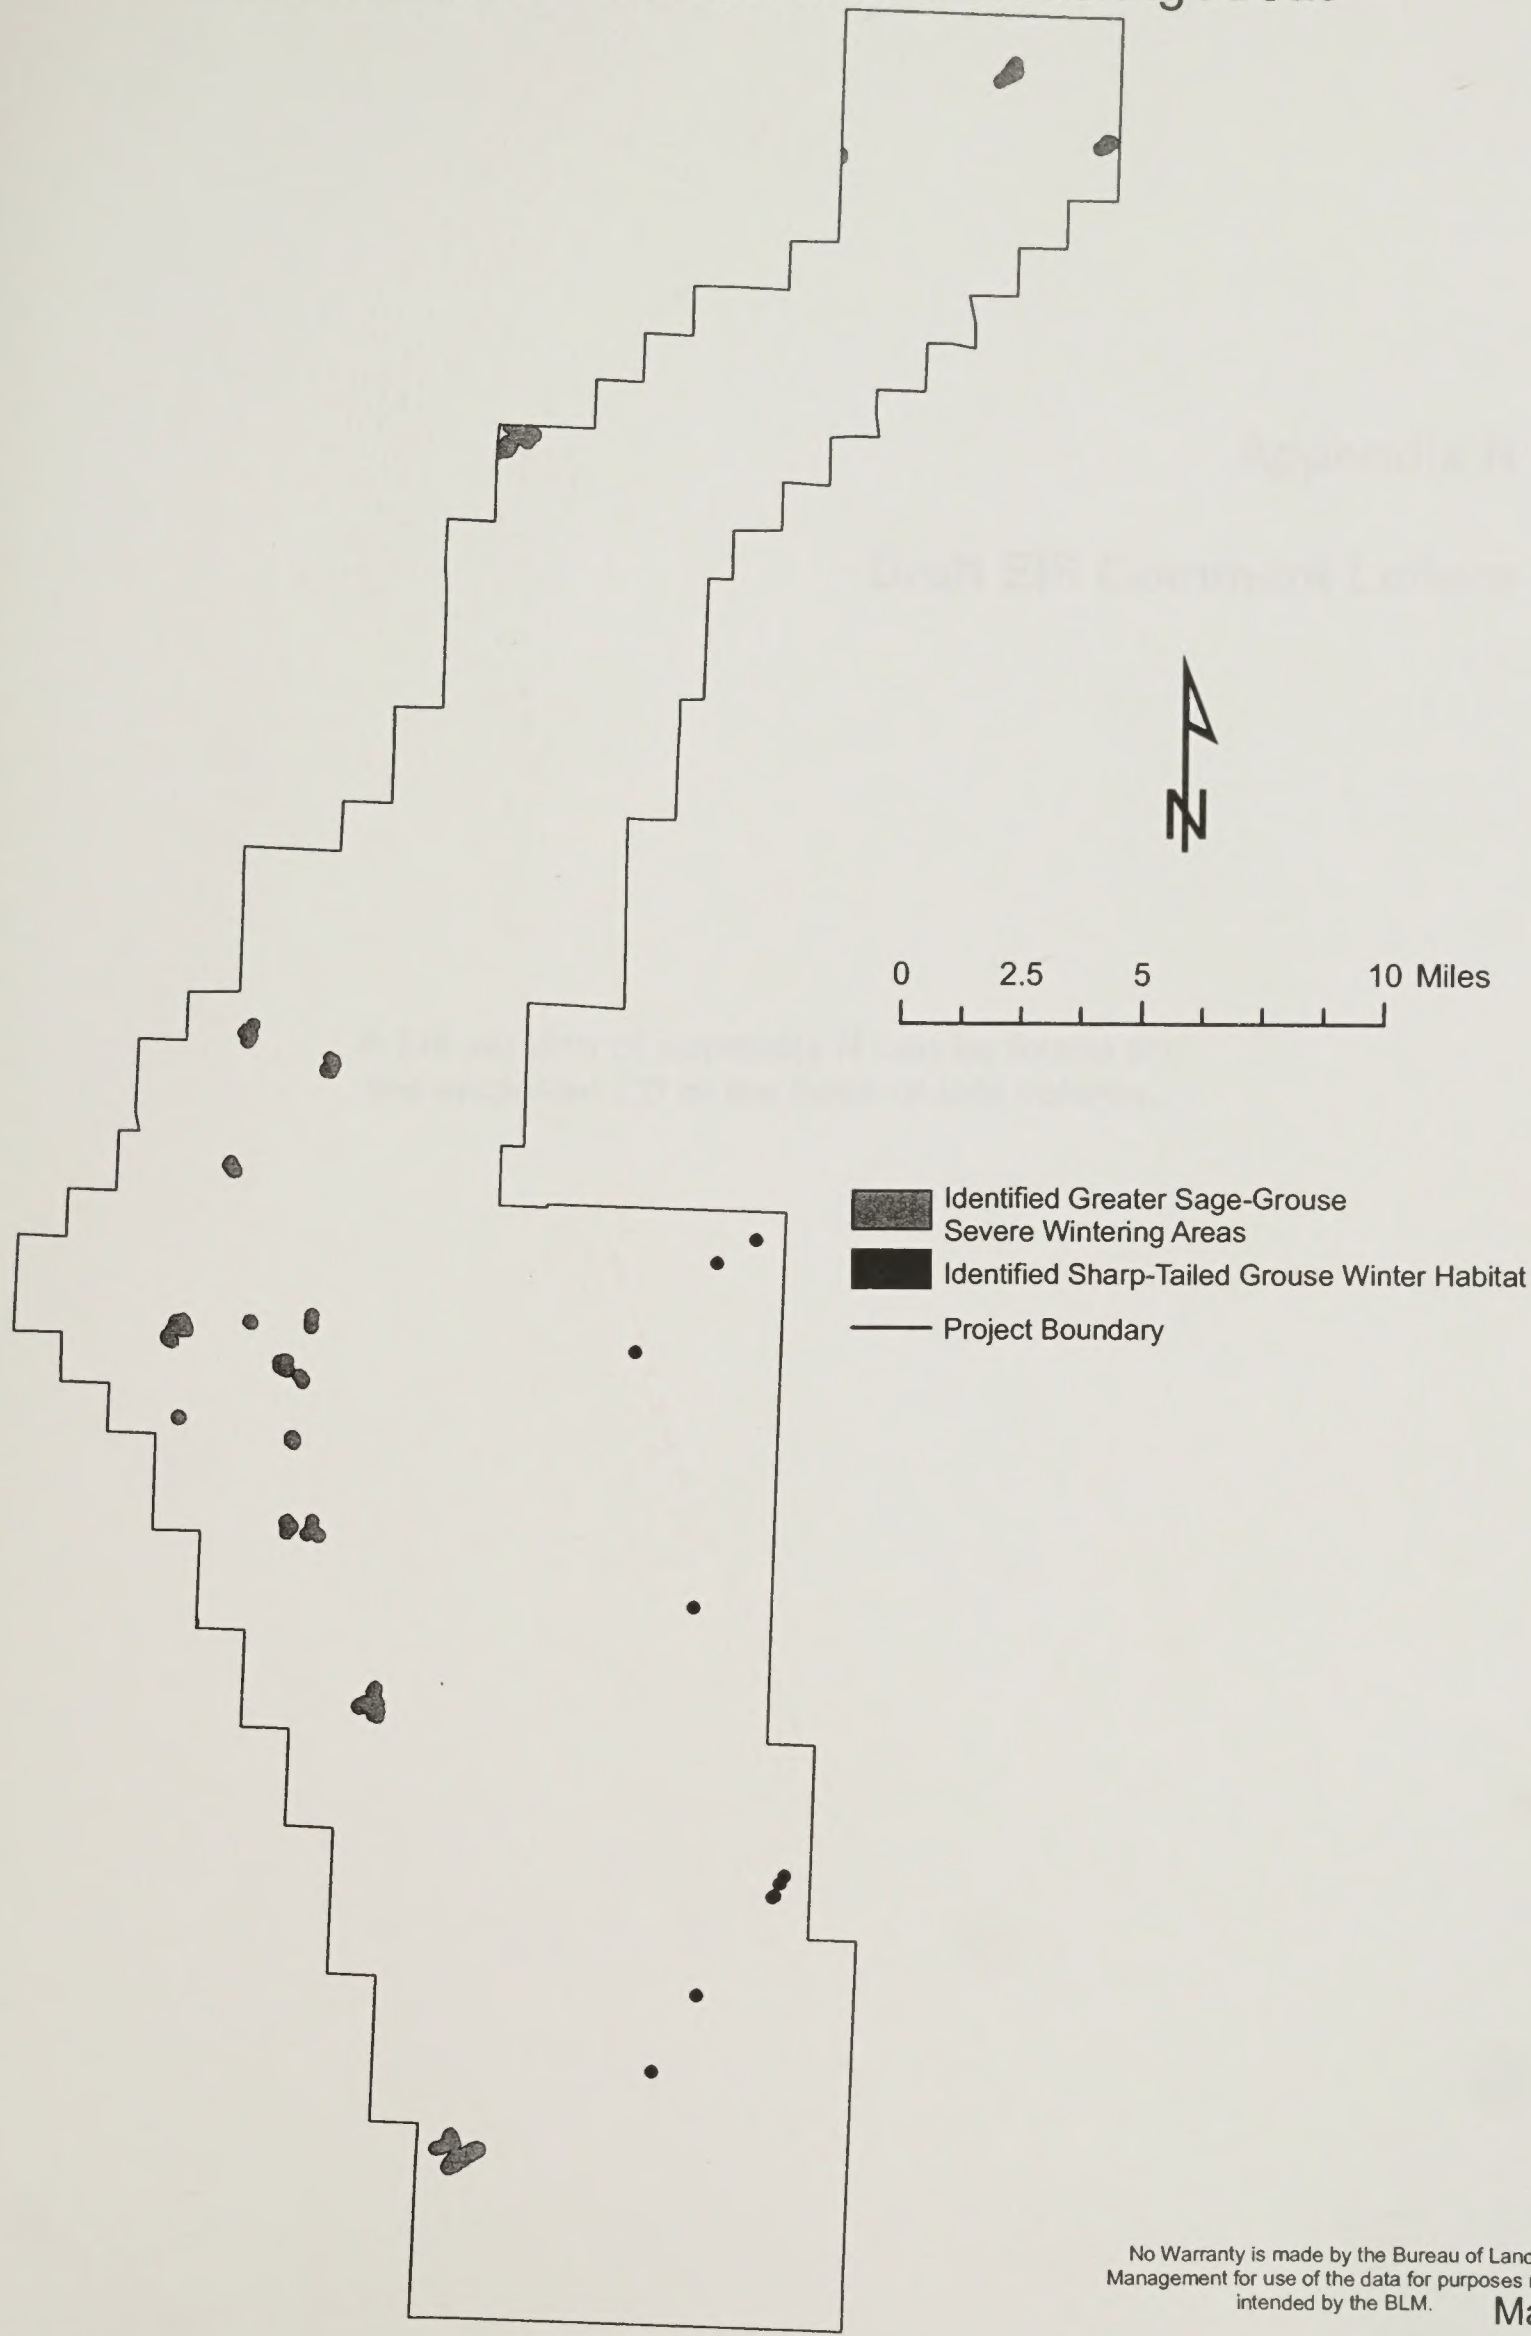 N
0 2.5 5 10 Miles
Identified Greater Sage-Grouse
Severe Wintering Areas
Identified Sharp-Tailed Grouse Winter Habitat
Project Boundary
No Warranty is made by the Bureau of Land
Management for use of the data for purposes
intended by the BLM.